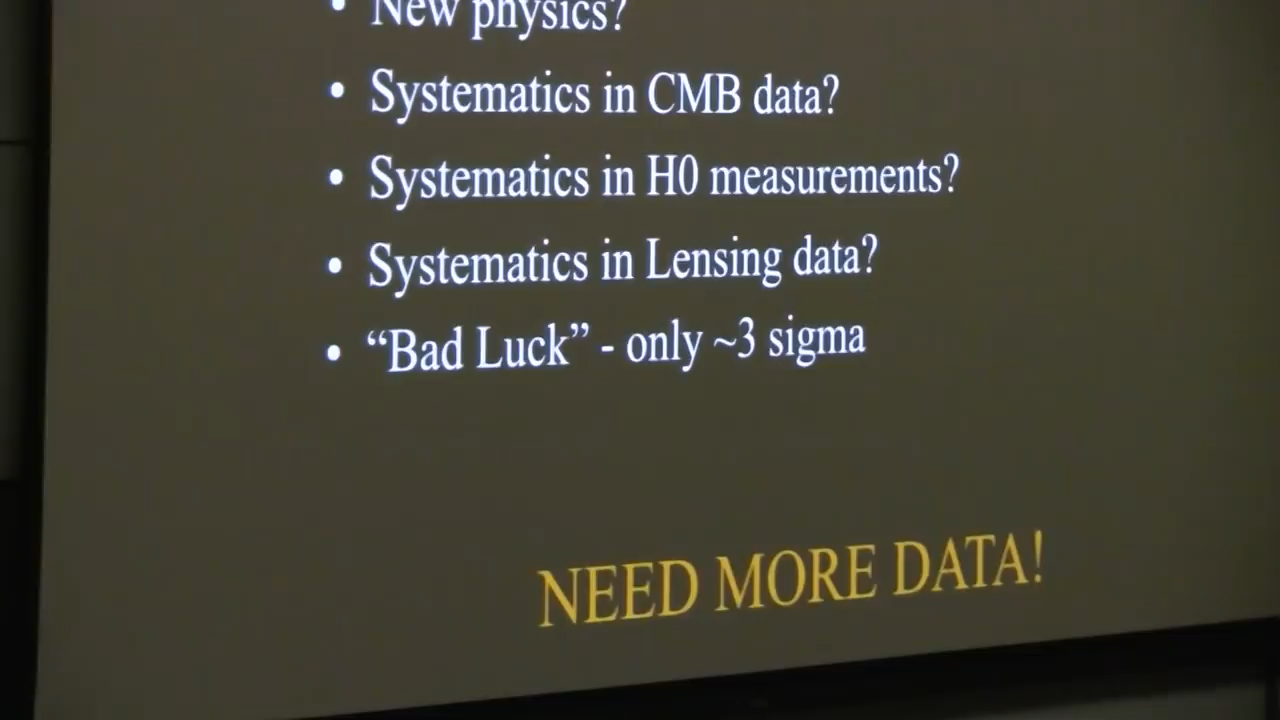 • New physics?
• Systematics in CMB data?
• Systematics in H0 measurements?
• Systematics in Lensing data?
• “Bad Luck” - only ~3 sigma
NEED MORE DATA!